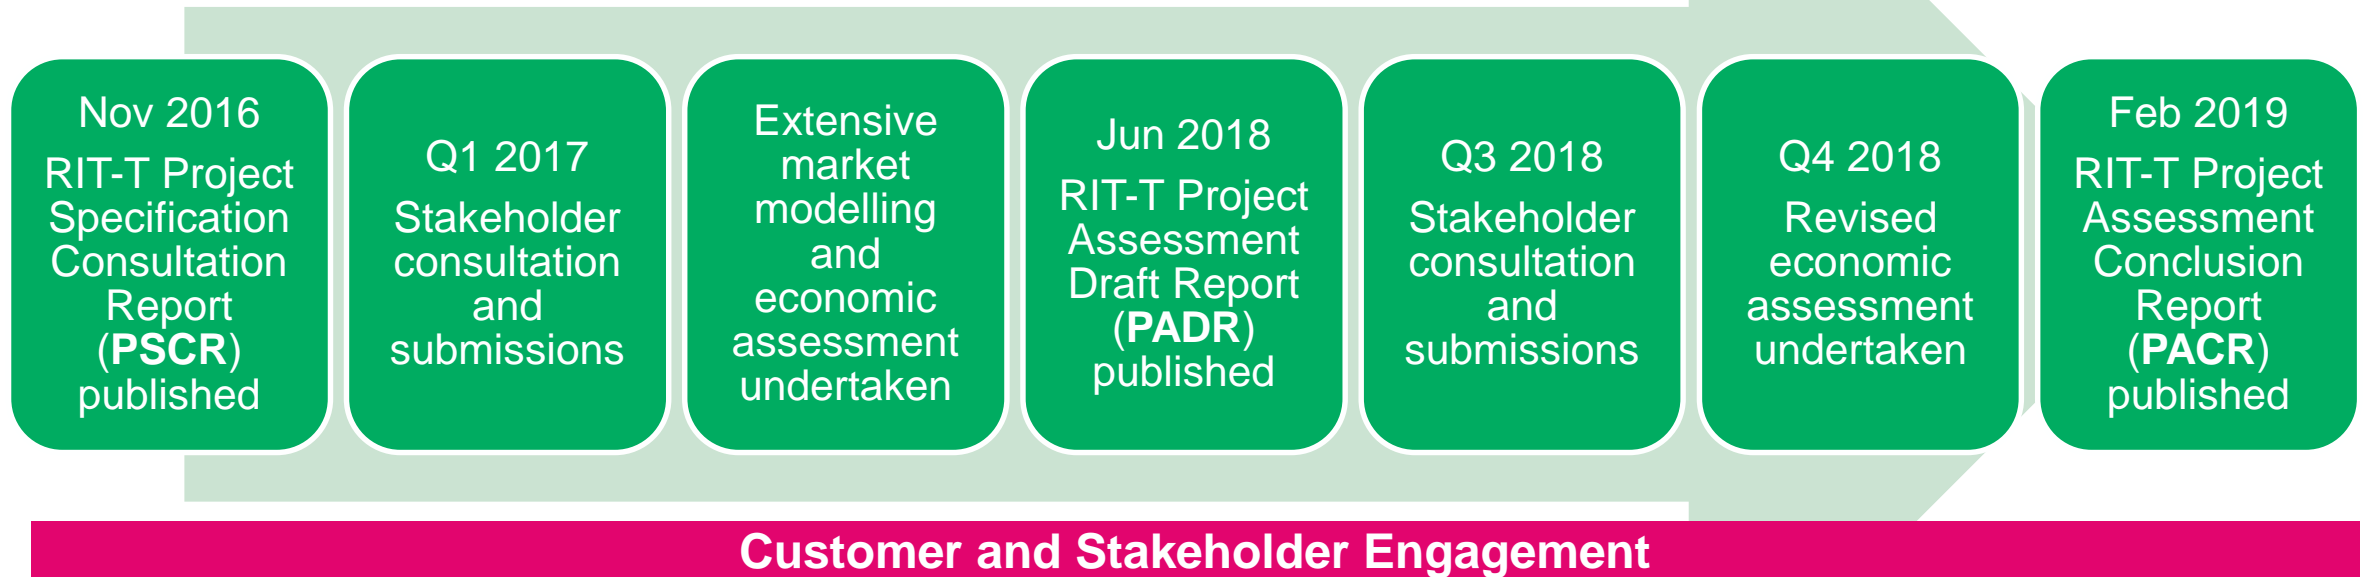 Nov 2016
RIT-T Project
Specification
Consultation
Report
(PSCR)
published
Q1 2017
Stakeholder
consultation
and
submissions
Extensive
market
modelling
and
economic
assessment
undertaken
Jun 2018
RIT-T Project
Assessment
Draft Report
(PADR)
published
Q3 2018
Stakeholder
consultation
and
submissions
Q4 2018
Revised
economic
assessment
undertaken
Feb 2019
RIT-T Project
Assessment
Conclusion
Report
(PACR)
published
Customer and Stakeholder Engagement